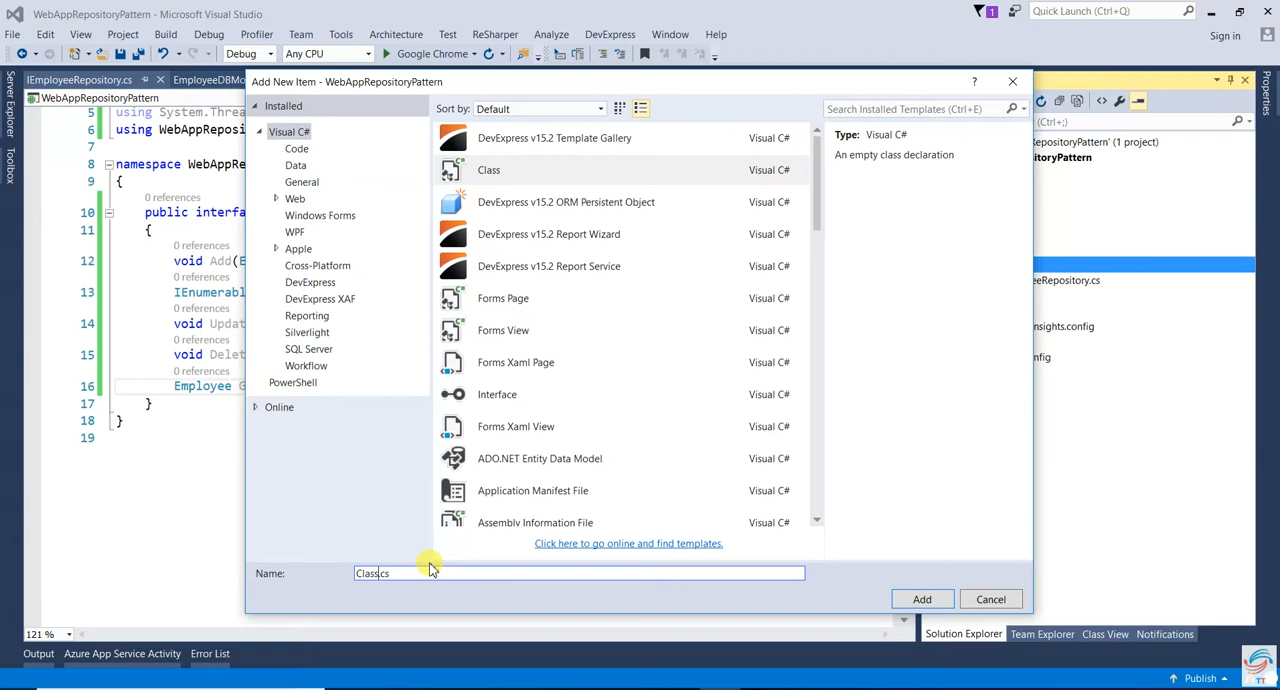 WebAppRepositoryPattern - Microsoft Visual Studio
1
Quick Launch (Ctrl+Q)
File Edit View Project Build Debug Team Tools Architecture Test ReSharper Analyze DevExpress Window Help
Profiler
Sign in
Debug Any CPU Google Chrome
Server Explorer
Toolbox
IEmployeeRepository.cs EmployeeDBMo
WebAppRepositoryPattern
5 using System.Threa
6 using WebAppReposi
7
8 namespace WebAppRe
9 {
0 references
10 public interfa
11 {
0 references
12 void Add(E
0 references
13 IEnumerabl
0 references
14 void Updat
0 references
15 void Delet
0 references
16 Employee G
17 }
18 }
19
121 %
Add New Item - WebAppRepositoryPattern
?
Installed
Visual C#
Code
Data
General
Web
Windows Forms
WPF
Apple
Cross-Platform
DevExpress
DevExpress XAF
Reporting
Silverlight
SQL Server
Workflow
PowerShell
Online
Sort by: Default
Search Installed Templates (Ctrl+E)
DevExpress v15.2 Template Gallery Visual C#
Class Visual C#
DevExpress v15.2 ORM Persistent Object Visual C#
DevExpress v15.2 Report Wizard Visual C#
DevExpress v15.2 Report Service Visual C#
Forms Page Visual C#
Forms View Visual C#
Forms Xaml Page Visual C#
Interface Visual C#
Forms Xaml View Visual C#
ADO.NET Entity Data Model Visual C#
Application Manifest File Visual C#
Assembly Information File Visual C#
Click here to go online and find templates.
Type: Visual C#
An empty class declaration
Name: Class.cs
Add Cancel
(Ctrl+;)
epositoryPattern' (1 project)
itoryPattern
eeRepository.cs
nsights.config
nfig
Properties
Solution Explorer Team Explorer Class View Notifications
Output Azure App Service Activity Error List
Publish
TT